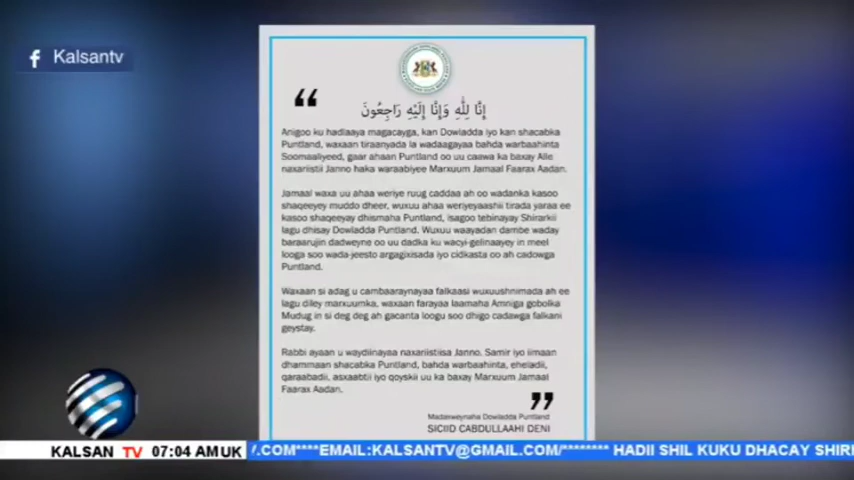 Kalsantv
“
إِنَّا لِلَّٰهِ وَإِنَّا إِلَيْهِ رَاجِعُونَ
Anigoo ku hadlaaya magacayga, kan Dowladda iyo kan shacabka
Puntland, waxaan tiraanyada la wadaagayaa bahda warbaahinta
Soomaaliyeed, gaar ahaan Puntland oo uu caawa ka baxay Alle
naxariistii Janno haka waraabiyee Marxuum Jamaal Faarax Aadan.
Jamaal waxa uu ahaa weriye ruug caddaa ah oo wadanka kasoo
shaqeeyey muddo dheer, wuxuu ahaa weriyeyaashii tirada yaraa ee
kasoo shaqeeyay dhismaha Puntland, isagoo tebinayay Shirarkii
lagu dhisay Dowladda Puntland. Wuxuu waayadan dambe waday
baraarujin dadweyne oo uu dadka ku wacyi-gelinaayey in meel
looga soo wada-jeesto argagixisada iyo cidkasta oo ah cadowga
Puntland.
Waxaan si adag u cambaaraynayaa falkaasi wuxuushnimada ah ee
lagu diley marxuumka, waxaan farayaa laamaha Amniga gobolka
Mudug in si deg deg ah gacanta loogu soo dhigo cadawga falkani
geystay.
Rabbi ayaan u waydiinayaa naxariistiisa Janno. Samir iyo iimaan
dhammaan shacabka Puntland, bahda warbaahinta, eheladii,
qaraabadii, asxaabtii iyo qoyskii uu ka baxay Marxuum Jamaal
Faarax Aadan.
”
Madaxweynaha Dowladda Puntland
SICIID CABDULLAAHI DENI
KALSAN TV 07:04 AM UK Y.COM****EMAIL:KALSANTV@GMAIL.COM/******** HADII SHIL KUKU DHACAY SHIRI